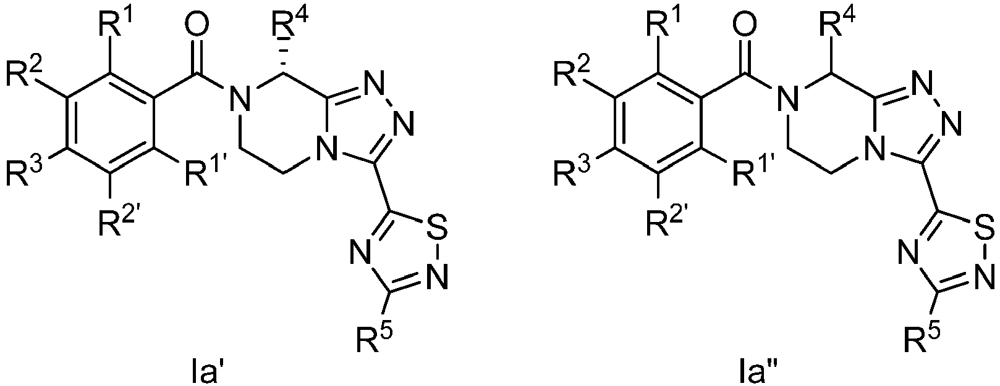 R¹ O R⁴ R¹ O R⁴
R² N N R² N N
N N
R³ R¹' N R³ R¹' N
R²' S R²' S
N N N N
R⁵ R⁵
Ia' Ia"